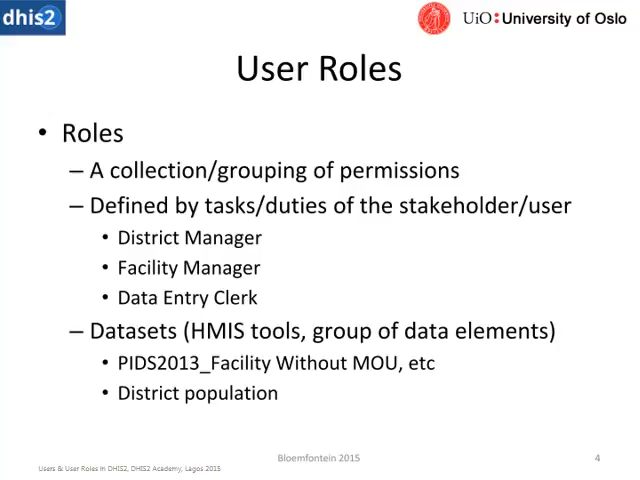 dhis2
UiO: University of Oslo
User Roles
• Roles
– A collection/grouping of permissions
– Defined by tasks/duties of the stakeholder/user
• District Manager
• Facility Manager
• Data Entry Clerk
– Datasets (HMIS tools, group of data elements)
• PIDS2013_Facility Without MOU, etc
• District population
Bloemfontein 2015
4
Users & User Roles in DHIS2, DHIS2 Academy, Lagos 2015